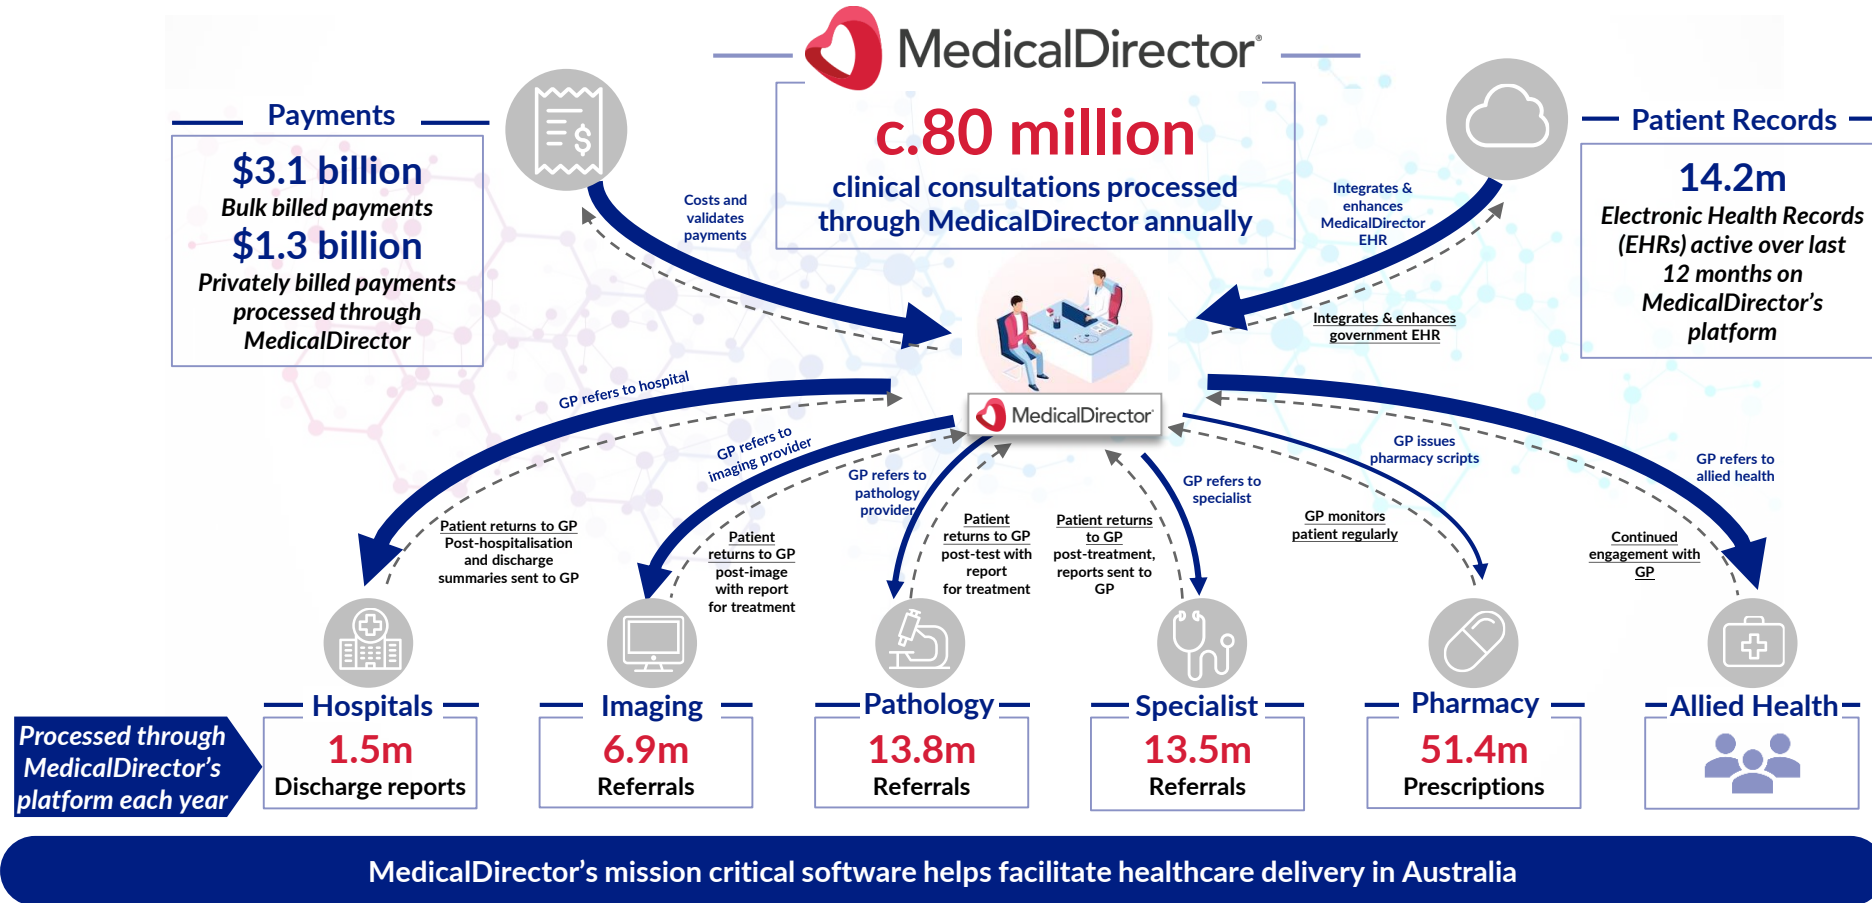 MedicalDirector®
c.80 million
clinical consultations processed
through MedicalDirector annually
Payments
$3.1 billion
Bulk billed payments
$1.3 billion
Privately billed payments
processed through
MedicalDirector
$
Costs and
validates
payments
Integrates &
enhances
MedicalDirector
EHR
Integrates & enhances
government EHR
Patient Records
14.2m
Electronic Health Records
(EHRs) active over last
12 months on
MedicalDirector’s
platform
MedicalDirector
GP refers to hospital
GP refers to
imaging provider
GP refers to
pathology
provider
GP refers to
specialist
GP issues
pharmacy scripts
GP refers to
allied health
Patient returns to GP
Post-hospitalisation
and discharge
summaries sent to GP
Patient
returns to GP
post-image
with report
for treatment
Patient
returns to GP
post-test with
report
for treatment
Patient returns
to GP
post-treatment,
reports sent to
GP
GP monitors
patient regularly
Continued
engagement with
GP
Processed through
MedicalDirector’s
platform each year
Hospitals
1.5m
Discharge reports
Imaging
6.9m
Referrals
Pathology
13.8m
Referrals
Specialist
13.5m
Referrals
Pharmacy
51.4m
Prescriptions
Allied Health
MedicalDirector’s mission critical software helps facilitate healthcare delivery in Australia